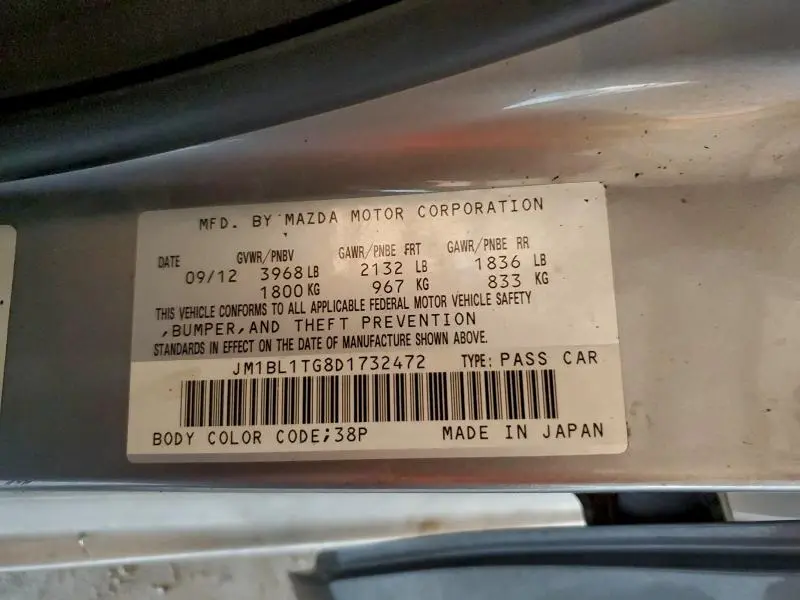 MFD. BY MAZDA MOTOR CORPORATION
DATE GVWR/PNBV GAWR/PNBE FRT GAWR/PNBE RR
09/12 3968 LB 2132 LB 1836 LB
1800 KG 967 KG 833 KG
THIS VEHICLE CONFORMS TO ALL APPLICABLE FEDERAL MOTOR VEHICLE SAFETY
,BUMPER,AND THEFT PREVENTION
STANDARDS IN EFFECT ON THE DATE OF MANUFACTURE SHOWN ABOVE.
JM1BL1TG8D1732472 TYPE: PASS CAR
BODY COLOR CODE;38P MADE IN JAPAN